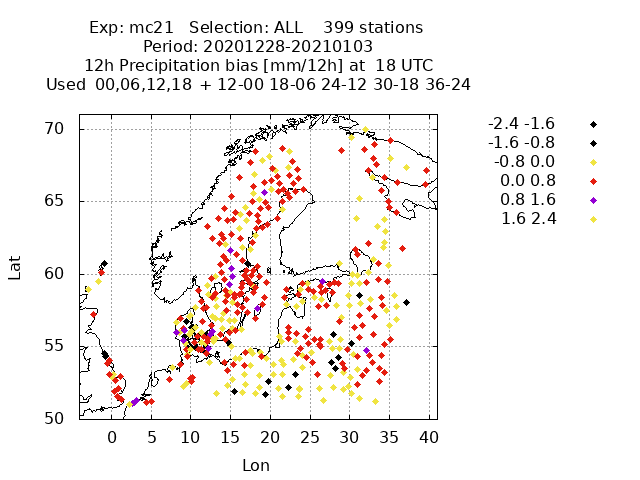 Exp: mc21   Selection: ALL    399 stations
Period: 20201228-20210103
12h Precipitation bias [mm/12h] at  18 UTC
Used  00,06,12,18  + 12-00 18-06 24-12 30-18 36-24
-2.4 -1.6
-1.6 -0.8
-0.8 0.0
0.0 0.8
0.8 1.6
1.6 2.4
70
65
60
55
50
Lat
0 5 10 15 20 25 30 35 40
Lon